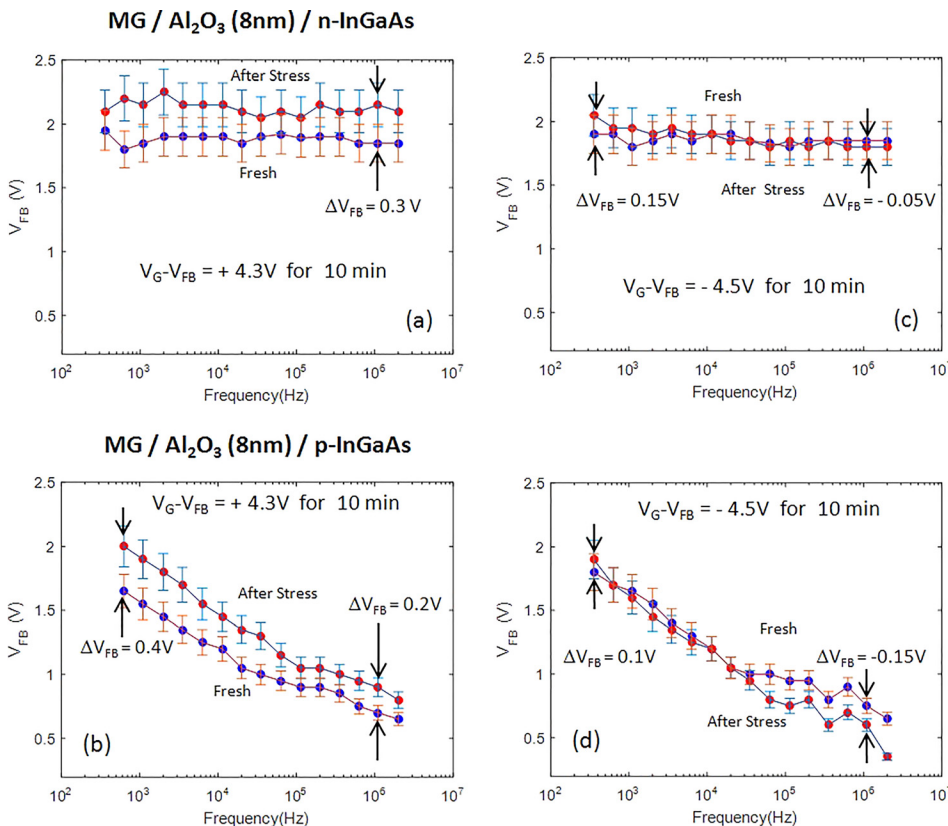 MG / Al₂O₃ (8nm) / n-InGaAs
2.5
2
1.5
1
0.5
V_FB (V)
After Stress
Fresh
ΔV_FB = 0.3 V
V_G-V_FB = + 4.3V for 10 min
(a)
10² 10³ 10⁴ 10⁵ 10⁶ 10⁷
Frequency(Hz)
2.5
2
1.5
1
0.5
V_FB (V)
Fresh
After Stress
ΔV_FB = 0.15V
ΔV_FB = - 0.05V
V_G-V_FB = - 4.5V for 10 min
(c)
10² 10³ 10⁴ 10⁵ 10⁶ 10⁷
Frequency(Hz)
MG / Al₂O₃ (8nm) / p-InGaAs
2.5
2
1.5
1
0.5
V_FB (V)
V_G-V_FB = + 4.3V for 10 min
After Stress
ΔV_FB = 0.2V
ΔV_FB = 0.4V
Fresh
(b)
10² 10³ 10⁴ 10⁵ 10⁶ 10⁷
Frequency(Hz)
2.5
2
1.5
1
0.5
V_FB (V)
V_G-V_FB = - 4.5V for 10 min
Fresh
ΔV_FB = 0.1V
ΔV_FB = -0.15V
After Stress
(d)
10² 10³ 10⁴ 10⁵ 10⁶ 10⁷
Frequency(Hz)